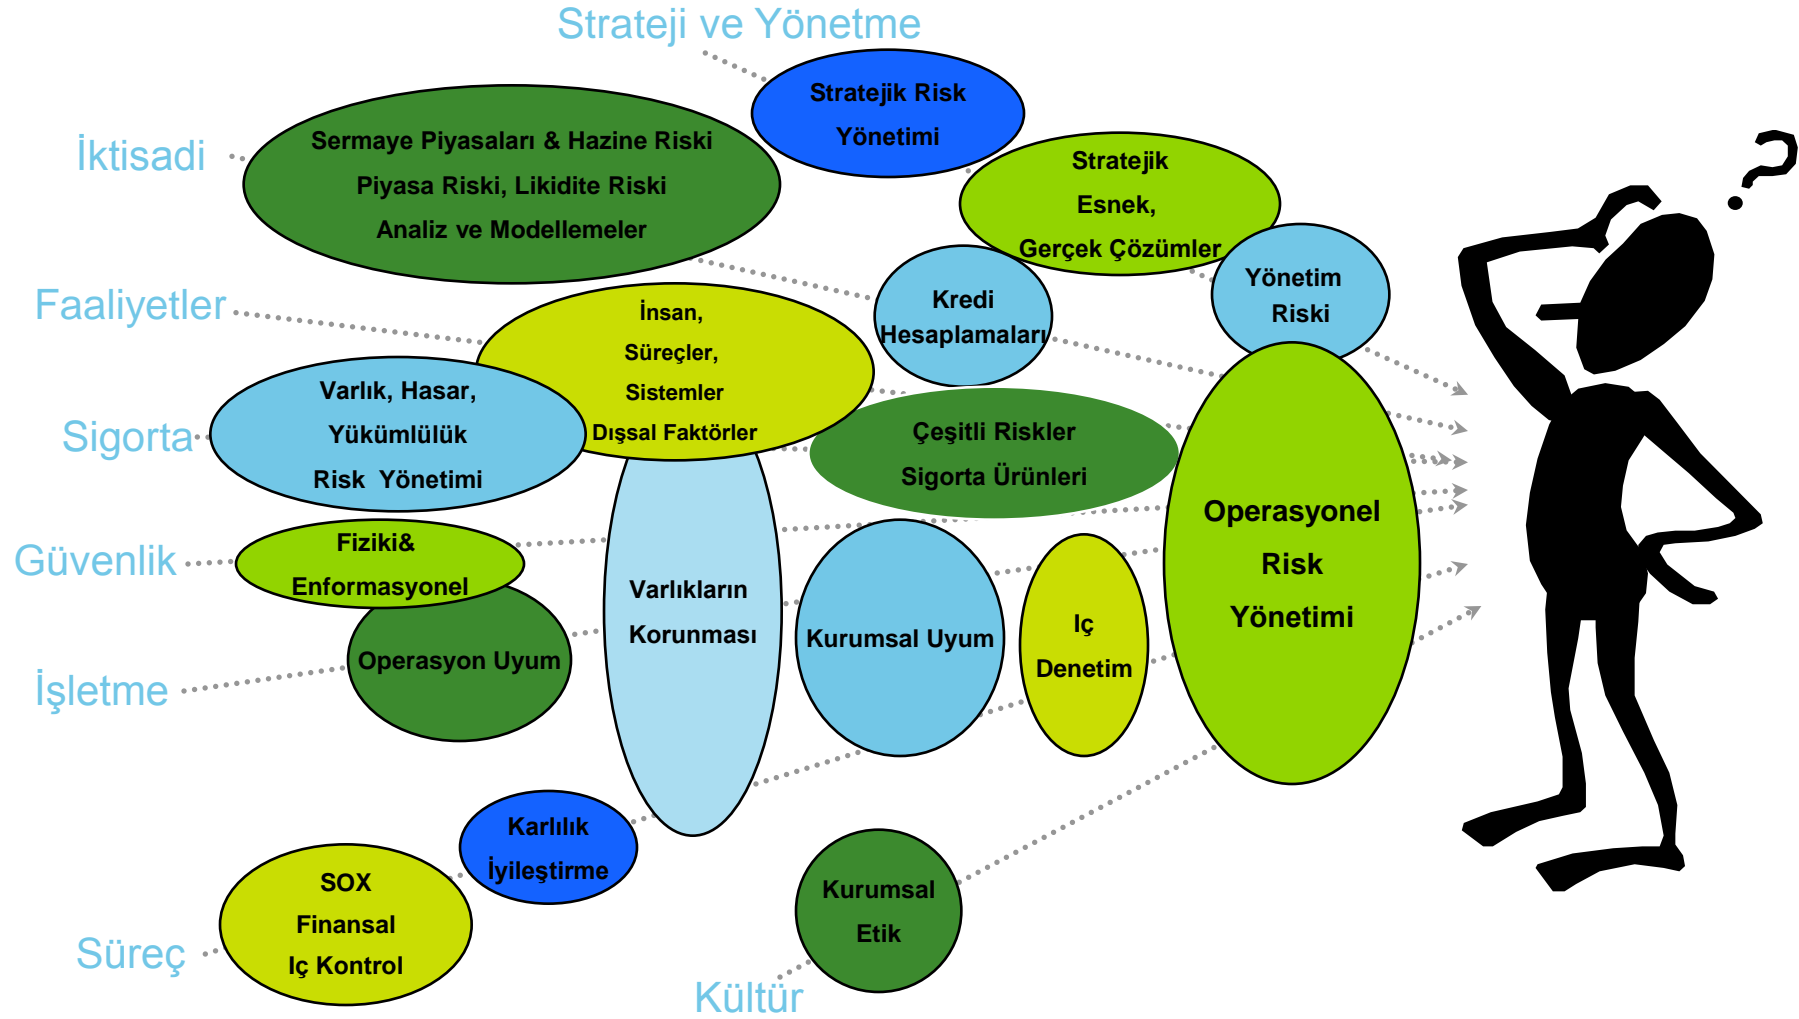 Strateji ve Yönetme
Stratejik Risk
Yönetimi
İktisadi
Sermaye Piyasaları & Hazine Riski
Piyasa Riski, Likidite Riski
Analiz ve Modellemeler
Stratejik
Esnek,
Gerçek Çözümler
Yönetim
Riski
Faaliyetler
İnsan,
Süreçler,
Sistemler
Dışsal Faktörler
Kredi
Hesaplamaları
Sigorta
Varlık, Hasar,
Yükümlülük
Risk  Yönetimi
Çeşitli Riskler
Sigorta Ürünleri
Operasyonel
Risk
Yönetimi
Güvenlik
Fiziki&
Enformasyonel
Varlıkların
Korunması
Kurumsal Uyum
Iç
Denetim
İşletme
Operasyon Uyum
Karlılık
İyileştirme
Süreç
SOX
Finansal
Iç Kontrol
Kurumsal
Etik
Kültür
?